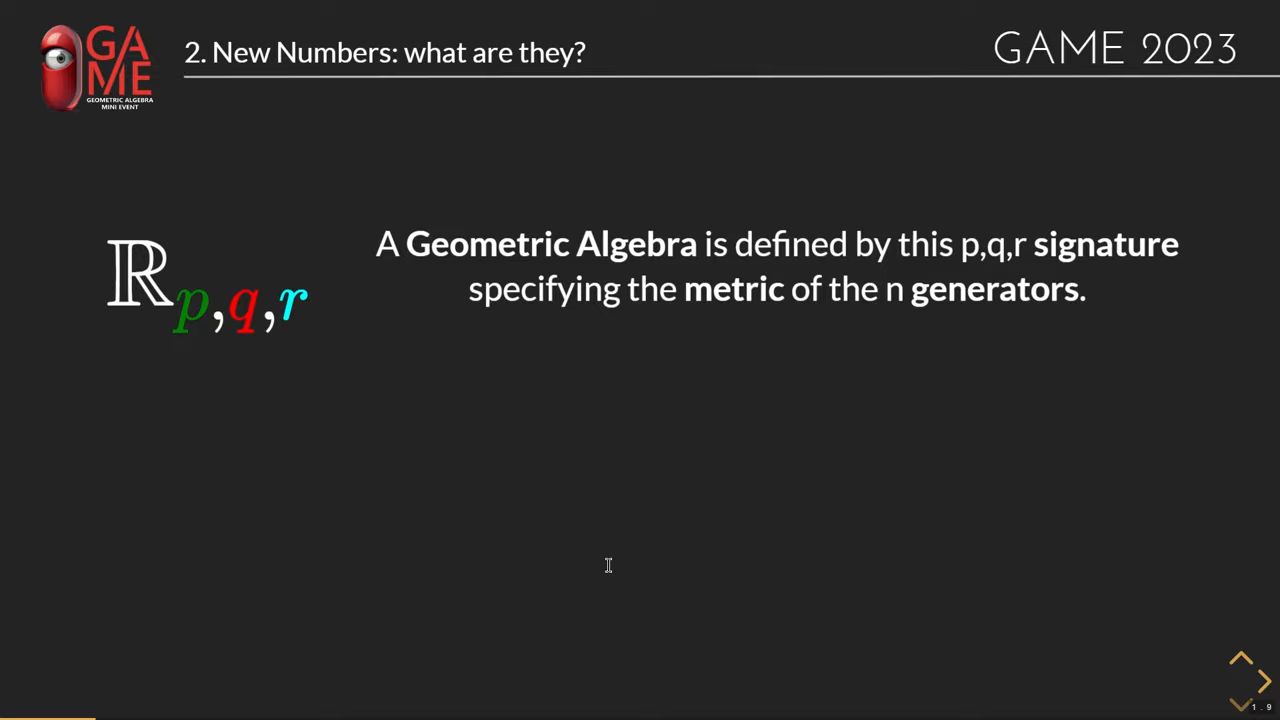 GA
ME
GEOMETRIC ALGEBRA
MINI EVENT
2. New Numbers: what are they?
GAME 2023
ℝp,q,r
A Geometric Algebra is defined by this p,q,r signature
specifying the metric of the n generators.
1.9